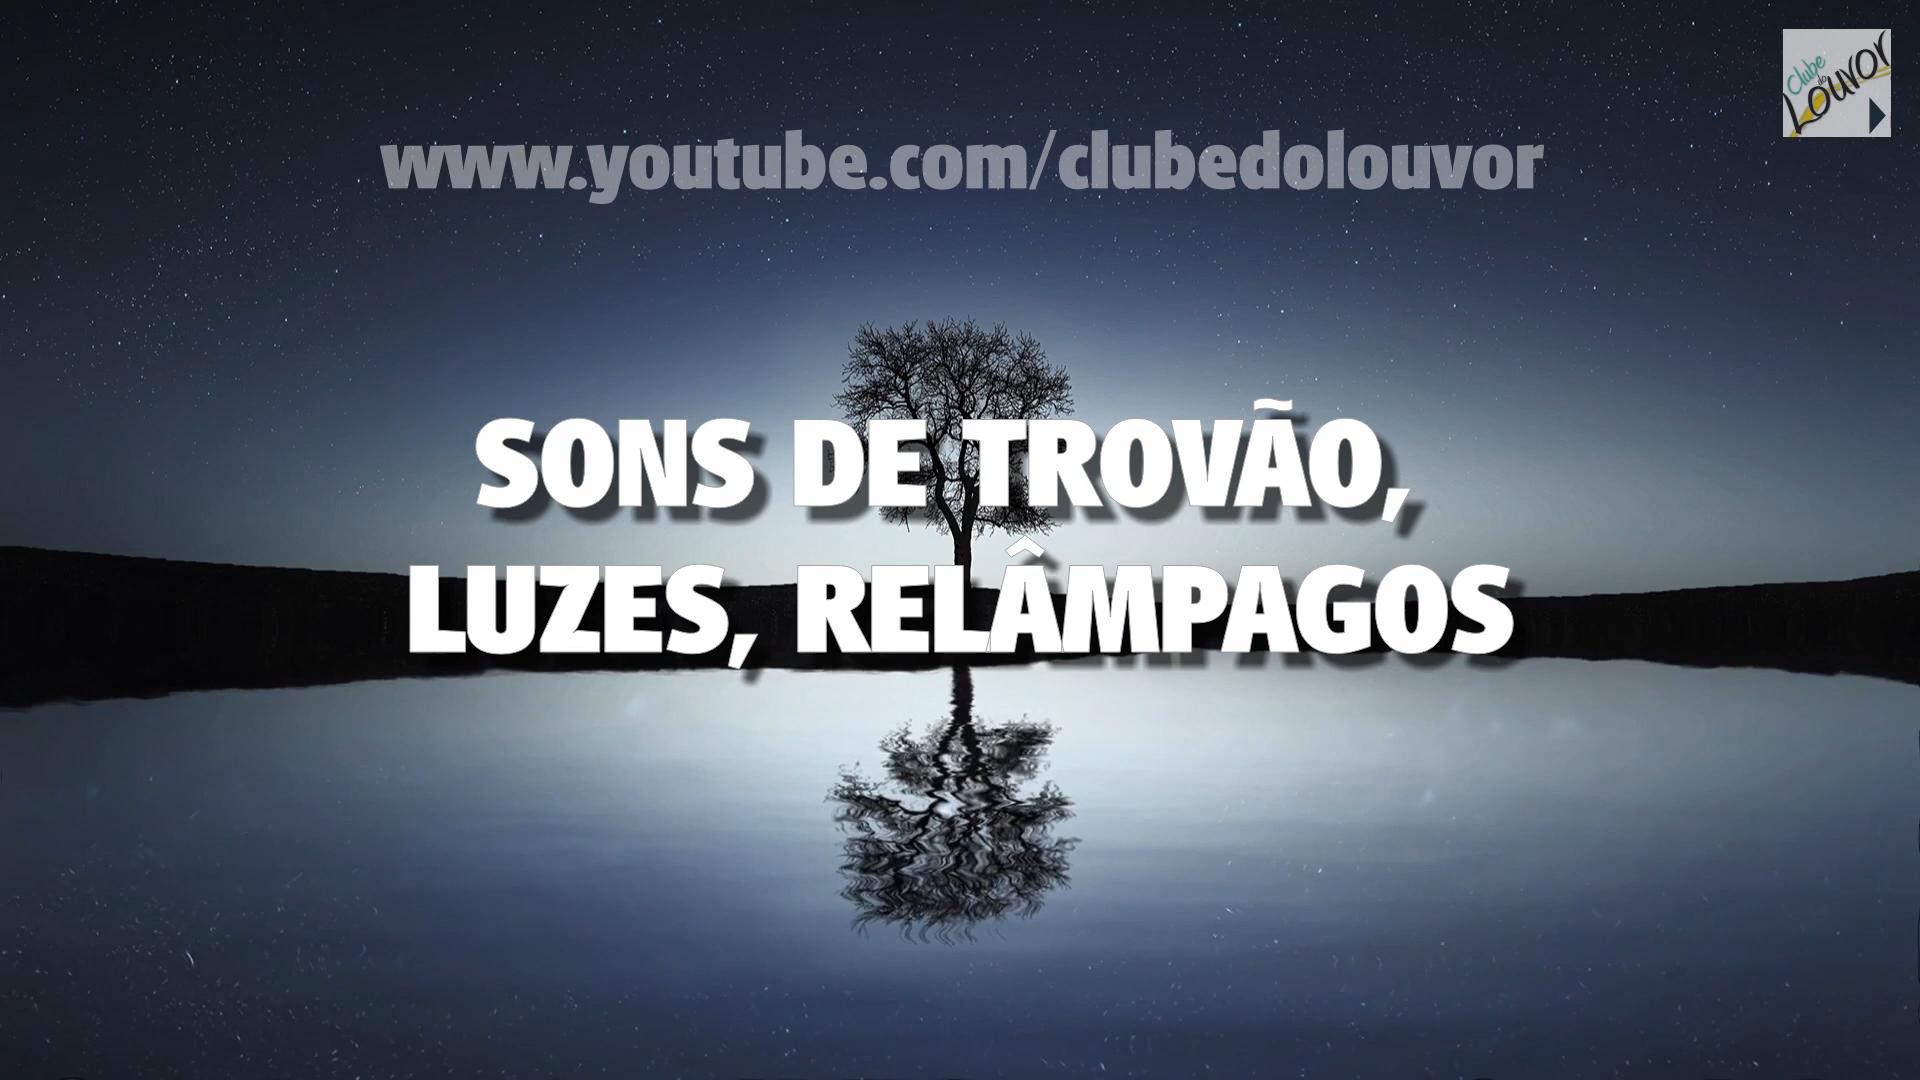 Clube
do
Louvor
www.youtube.com/clubedolouvor
SONS DE TROVÃO,
LUZES, RELÂMPAGOS